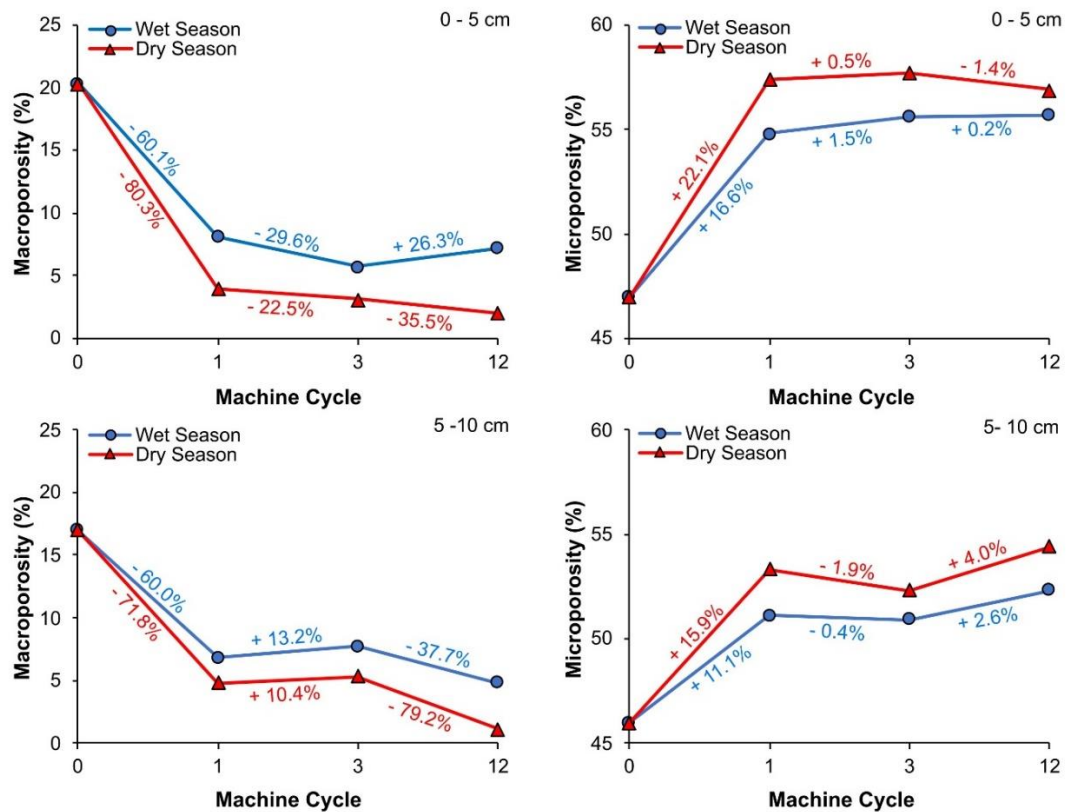 0 - 5 cm
Wet Season
Dry Season
Macroporosity (%)
25
20
15
10
5
0
- 60.1%
- 80.3%
- 29.6%
- 22.5%
+ 26.3%
- 35.5%
0 1 3 12
Machine Cycle
0 - 5 cm
Wet Season
Dry Season
Microporosity (%)
60
55
50
45
+ 22.1%
+ 16.6%
+ 0.5%
+ 1.5%
- 1.4%
+ 0.2%
0 1 3 12
Machine Cycle
5 -10 cm
Wet Season
Dry Season
Macroporosity (%)
25
20
15
10
5
0
- 60.0%
- 71.8%
+ 13.2%
+ 10.4%
- 37.7%
- 79.2%
0 1 3 12
Machine Cycle
5- 10 cm
Wet Season
Dry Season
Microporosity (%)
60
55
50
45
+ 15.9%
+ 11.1%
- 1.9%
- 0.4%
+ 4.0%
+ 2.6%
0 1 3 12
Machine Cycle